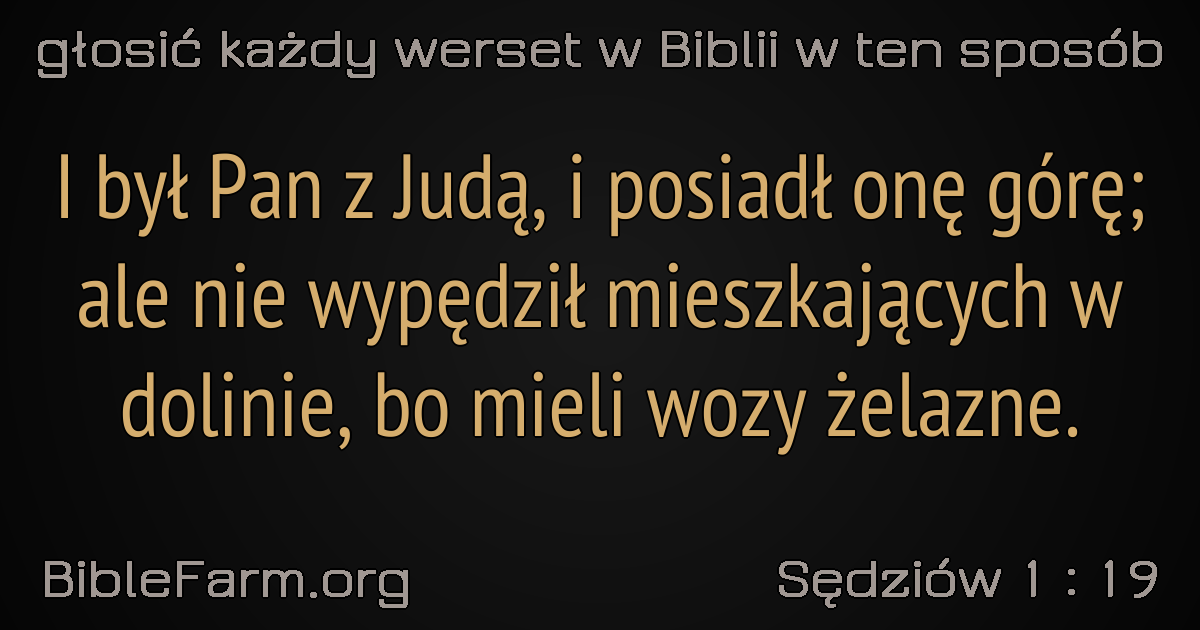 głosić każdy werset w Biblii w ten sposób
I był Pan z Judą, i posiadł onę górę;
ale nie wypędził mieszkających w
dolinie, bo mieli wozy żelazne.
BibleFarm.org
Sędziów 1 : 19